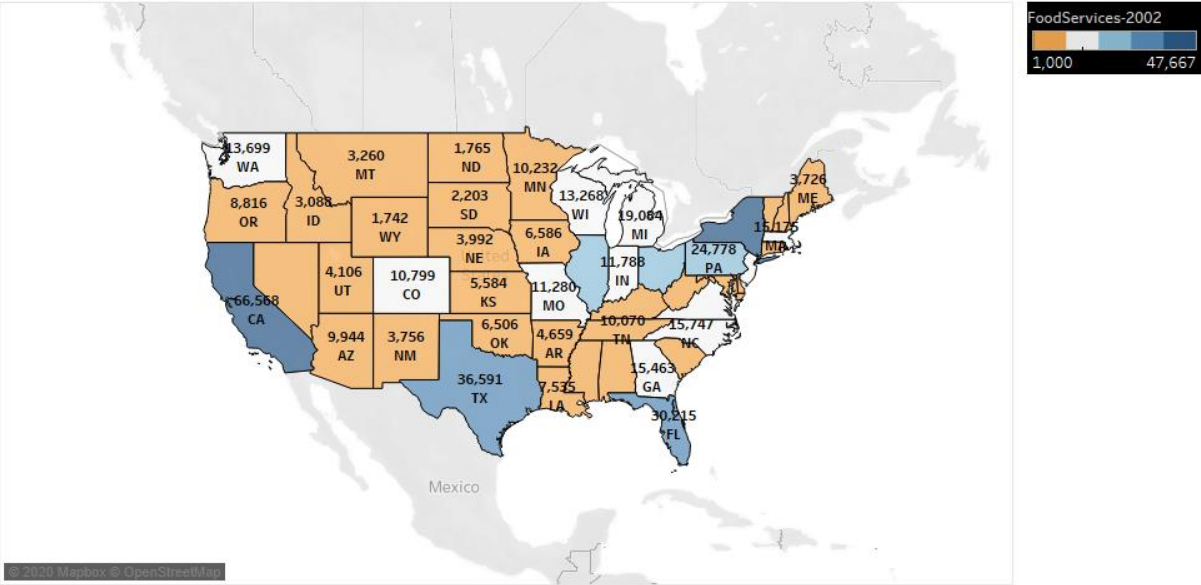 FoodServices-2002
1,000 47,667
13,699
WA
3,260
MT
1,765
ND
10,232
MN
3,726
ME
8,816
OR
3,088
ID
2,203
SD
13,268
WI
19,084
MI
1,742
WY
15,175
MA
3,992
NE
6,586
IA
24,778
PA
4,106
UT
10,799
CO
5,584
KS
11,280
MO
11,788
IN
66,568
CA
9,944
AZ
3,756
NM
6,506
OK
4,659
AR
10,070
TN
15,747
NC
36,591
TX
7,535
LA
15,463
GA
30,215
FL
United
Mexico
© 2020 Mapbox © OpenStreetMap